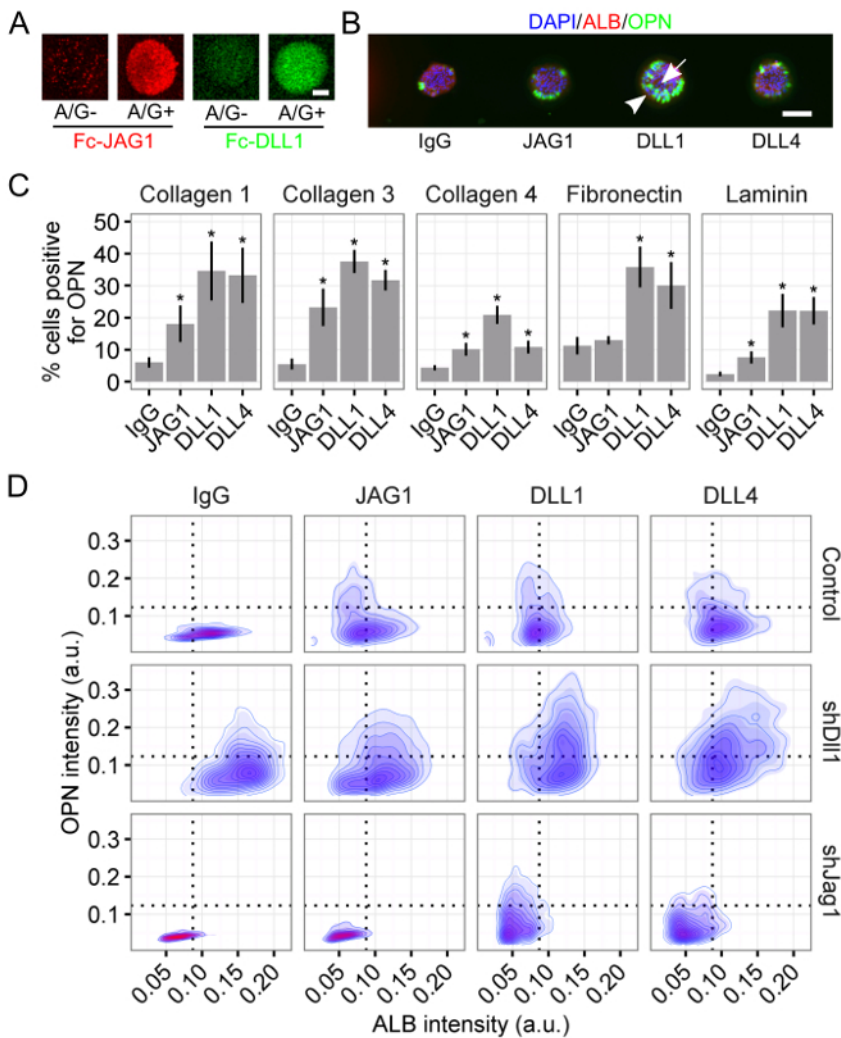 A
A/G- A/G+ A/G- A/G+
Fc-JAG1 Fc-DLL1
B
DAPI/ALB/OPN
IgG JAG1 DLL1 DLL4
C
Collagen 1 Collagen 3 Collagen 4 Fibronectin Laminin
% cells positive
for OPN
50
40
30
20
10
0
* * *
* * *
* * *
* *
* * *
IgG JAG1 DLL1 DLL4 IgG JAG1 DLL1 DLL4 IgG JAG1 DLL1 DLL4 IgG JAG1 DLL1 DLL4 IgG JAG1 DLL1 DLL4
D
IgG JAG1 DLL1 DLL4
OPN intensity (a.u.)
0.3
0.2
0.1
Control
0.3
0.2
0.1
shDll1
0.3
0.2
0.1
shJag1
0.05 0.10 0.15 0.20 0.05 0.10 0.15 0.20 0.05 0.10 0.15 0.20 0.05 0.10 0.15 0.20
ALB intensity (a.u.)